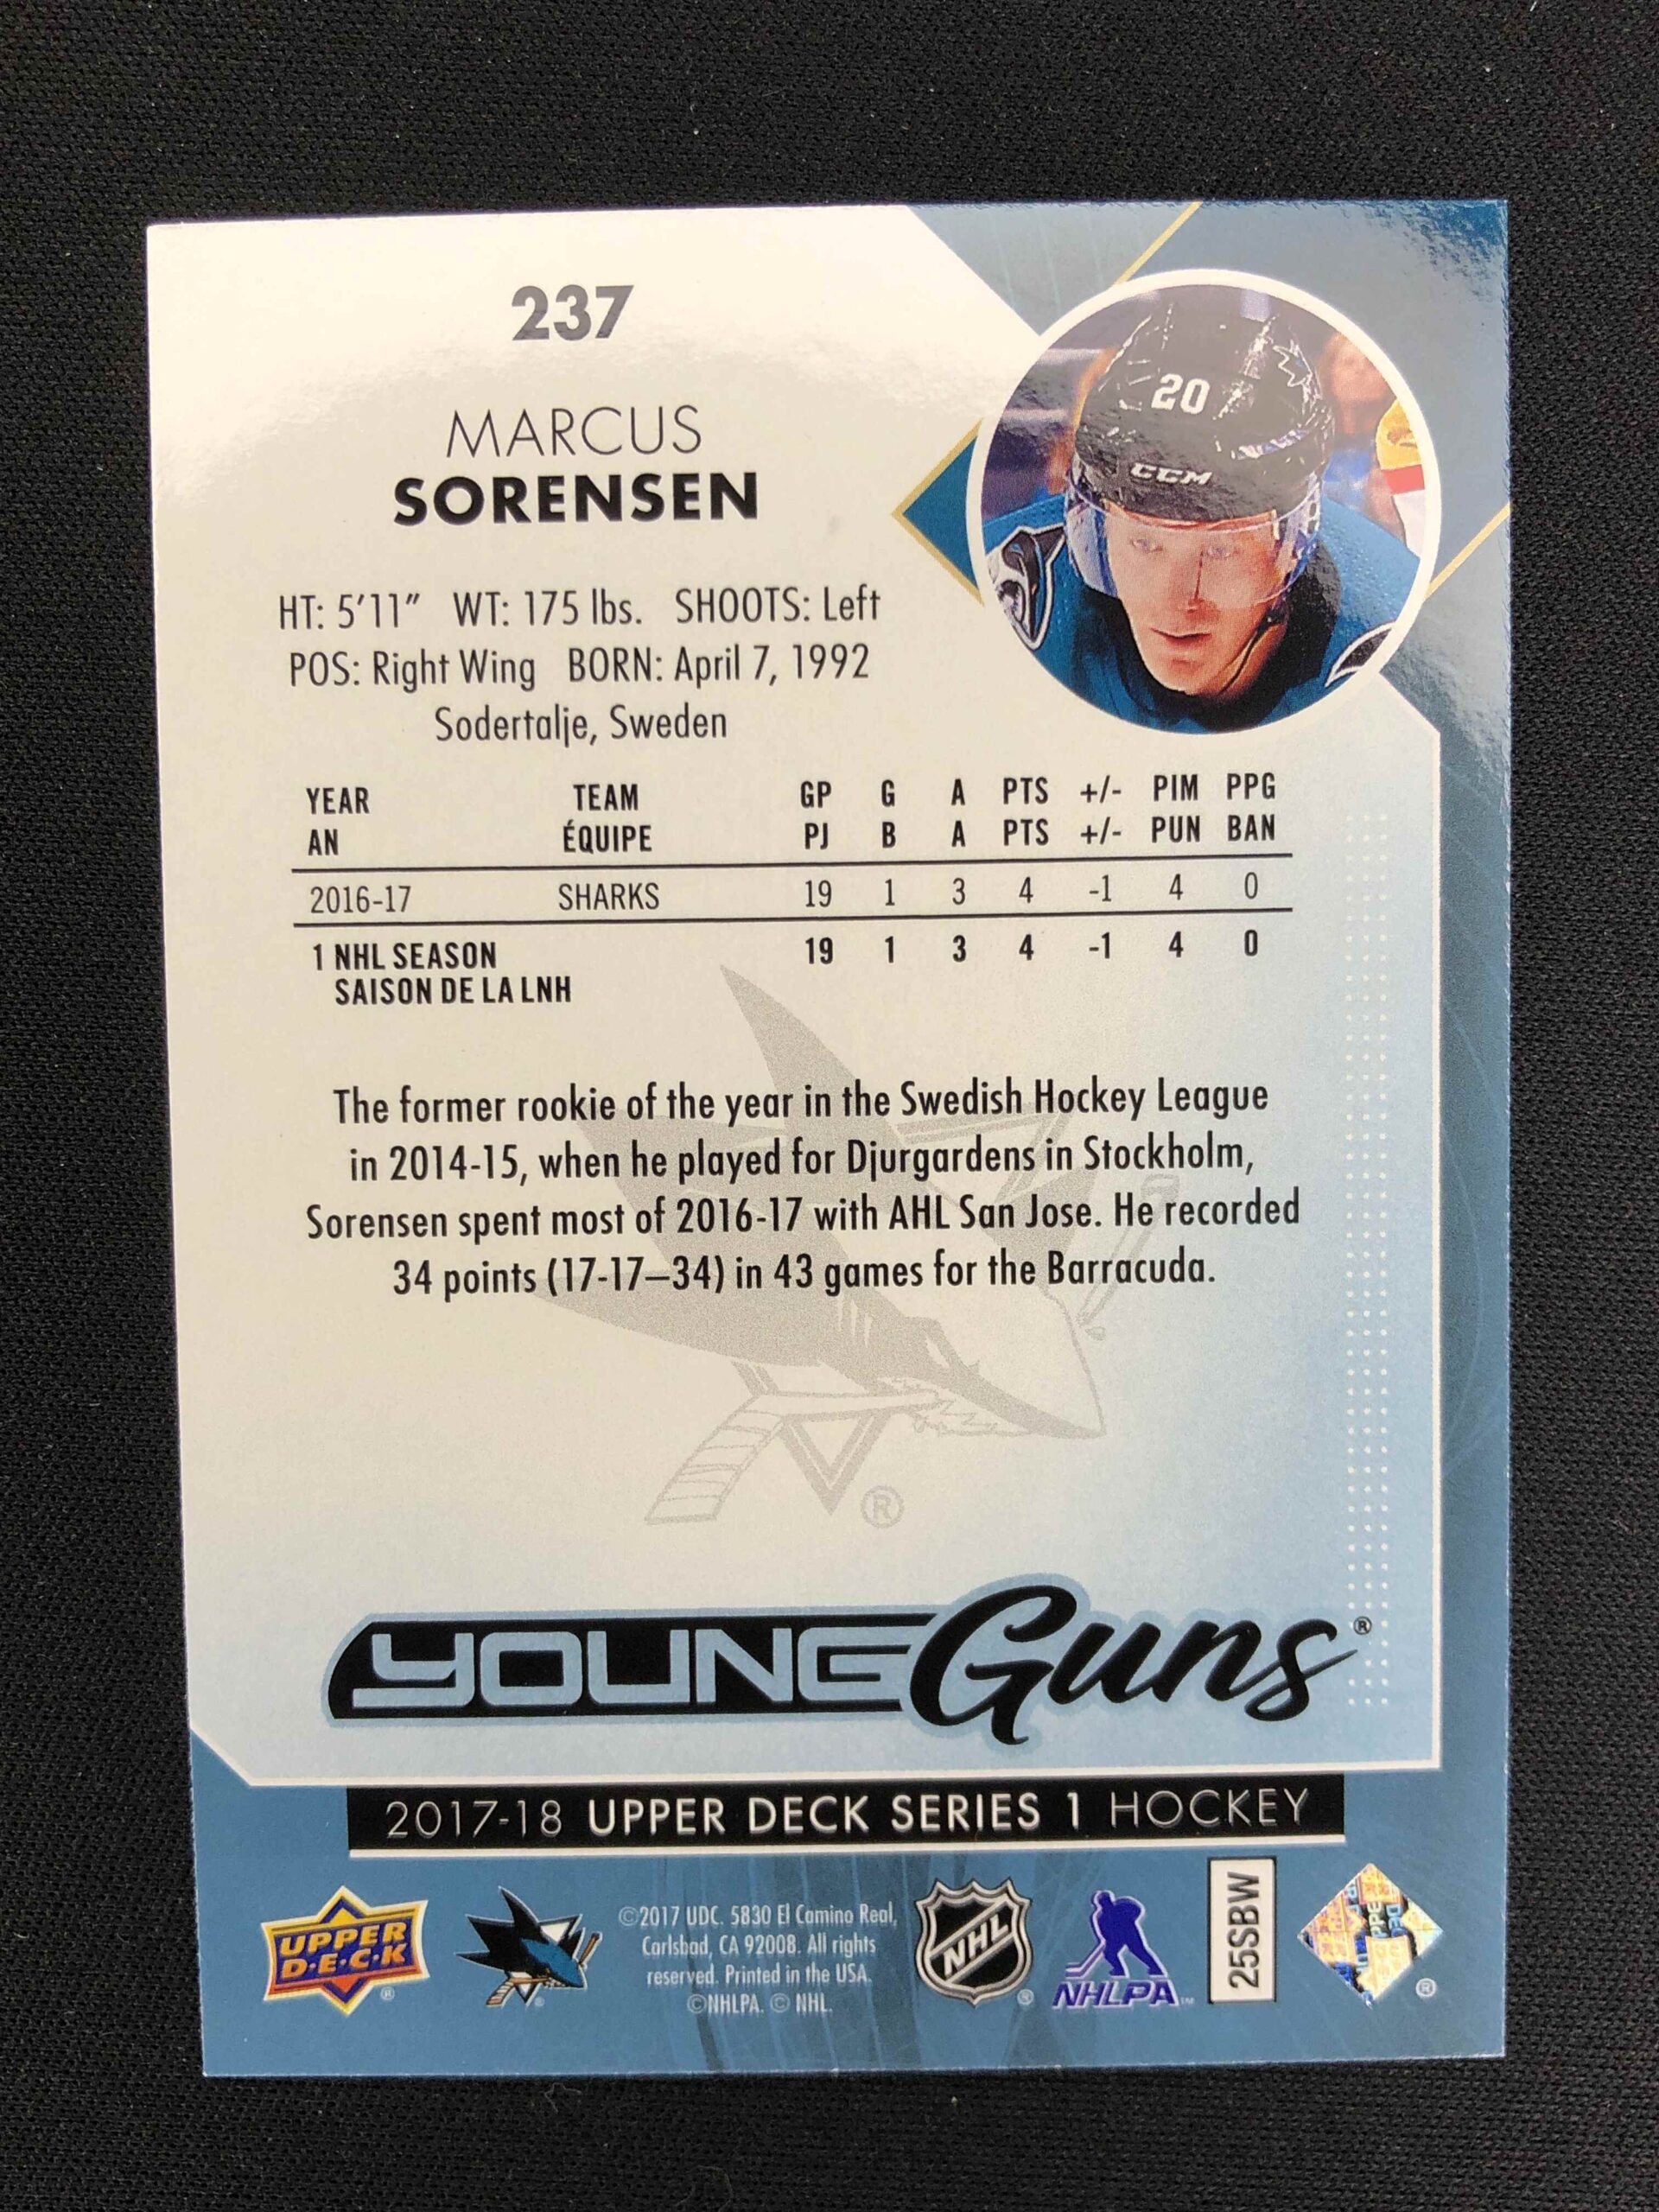 237
20
CCM
MARCUS
SORENSEN
HT: 5'11" WT: 175 lbs. SHOOTS: Left
POS: Right Wing BORN: April 7, 1992
Sodertalje, Sweden
YEAR TEAM GP G A PTS +/- PIM PPG
AN ÉQUIPE PJ B A PTS +/- PUN BAN
2016-17 SHARKS 19 1 3 4 -1 4 0
1 NHL SEASON 19 1 3 4 -1 4 0
SAISON DE LA LNH
The former rookie of the year in the Swedish Hockey League
in 2014-15, when he played for Djurgardens in Stockholm,
Sorensen spent most of 2016-17 with AHL San Jose. He recorded
34 points (17-17—34) in 43 games for the Barracuda.
®
YOUNG Guns®
2017-18 UPPER DECK SERIES 1 HOCKEY
UPPER
D·E·C·K
®
©2017 UDC. 5830 El Camino Real,
Carlsbad, CA 92008. All rights
reserved. Printed in the USA.
©NHLPA. © NHL.
NHL
®
NHLPA™
25SBW
®